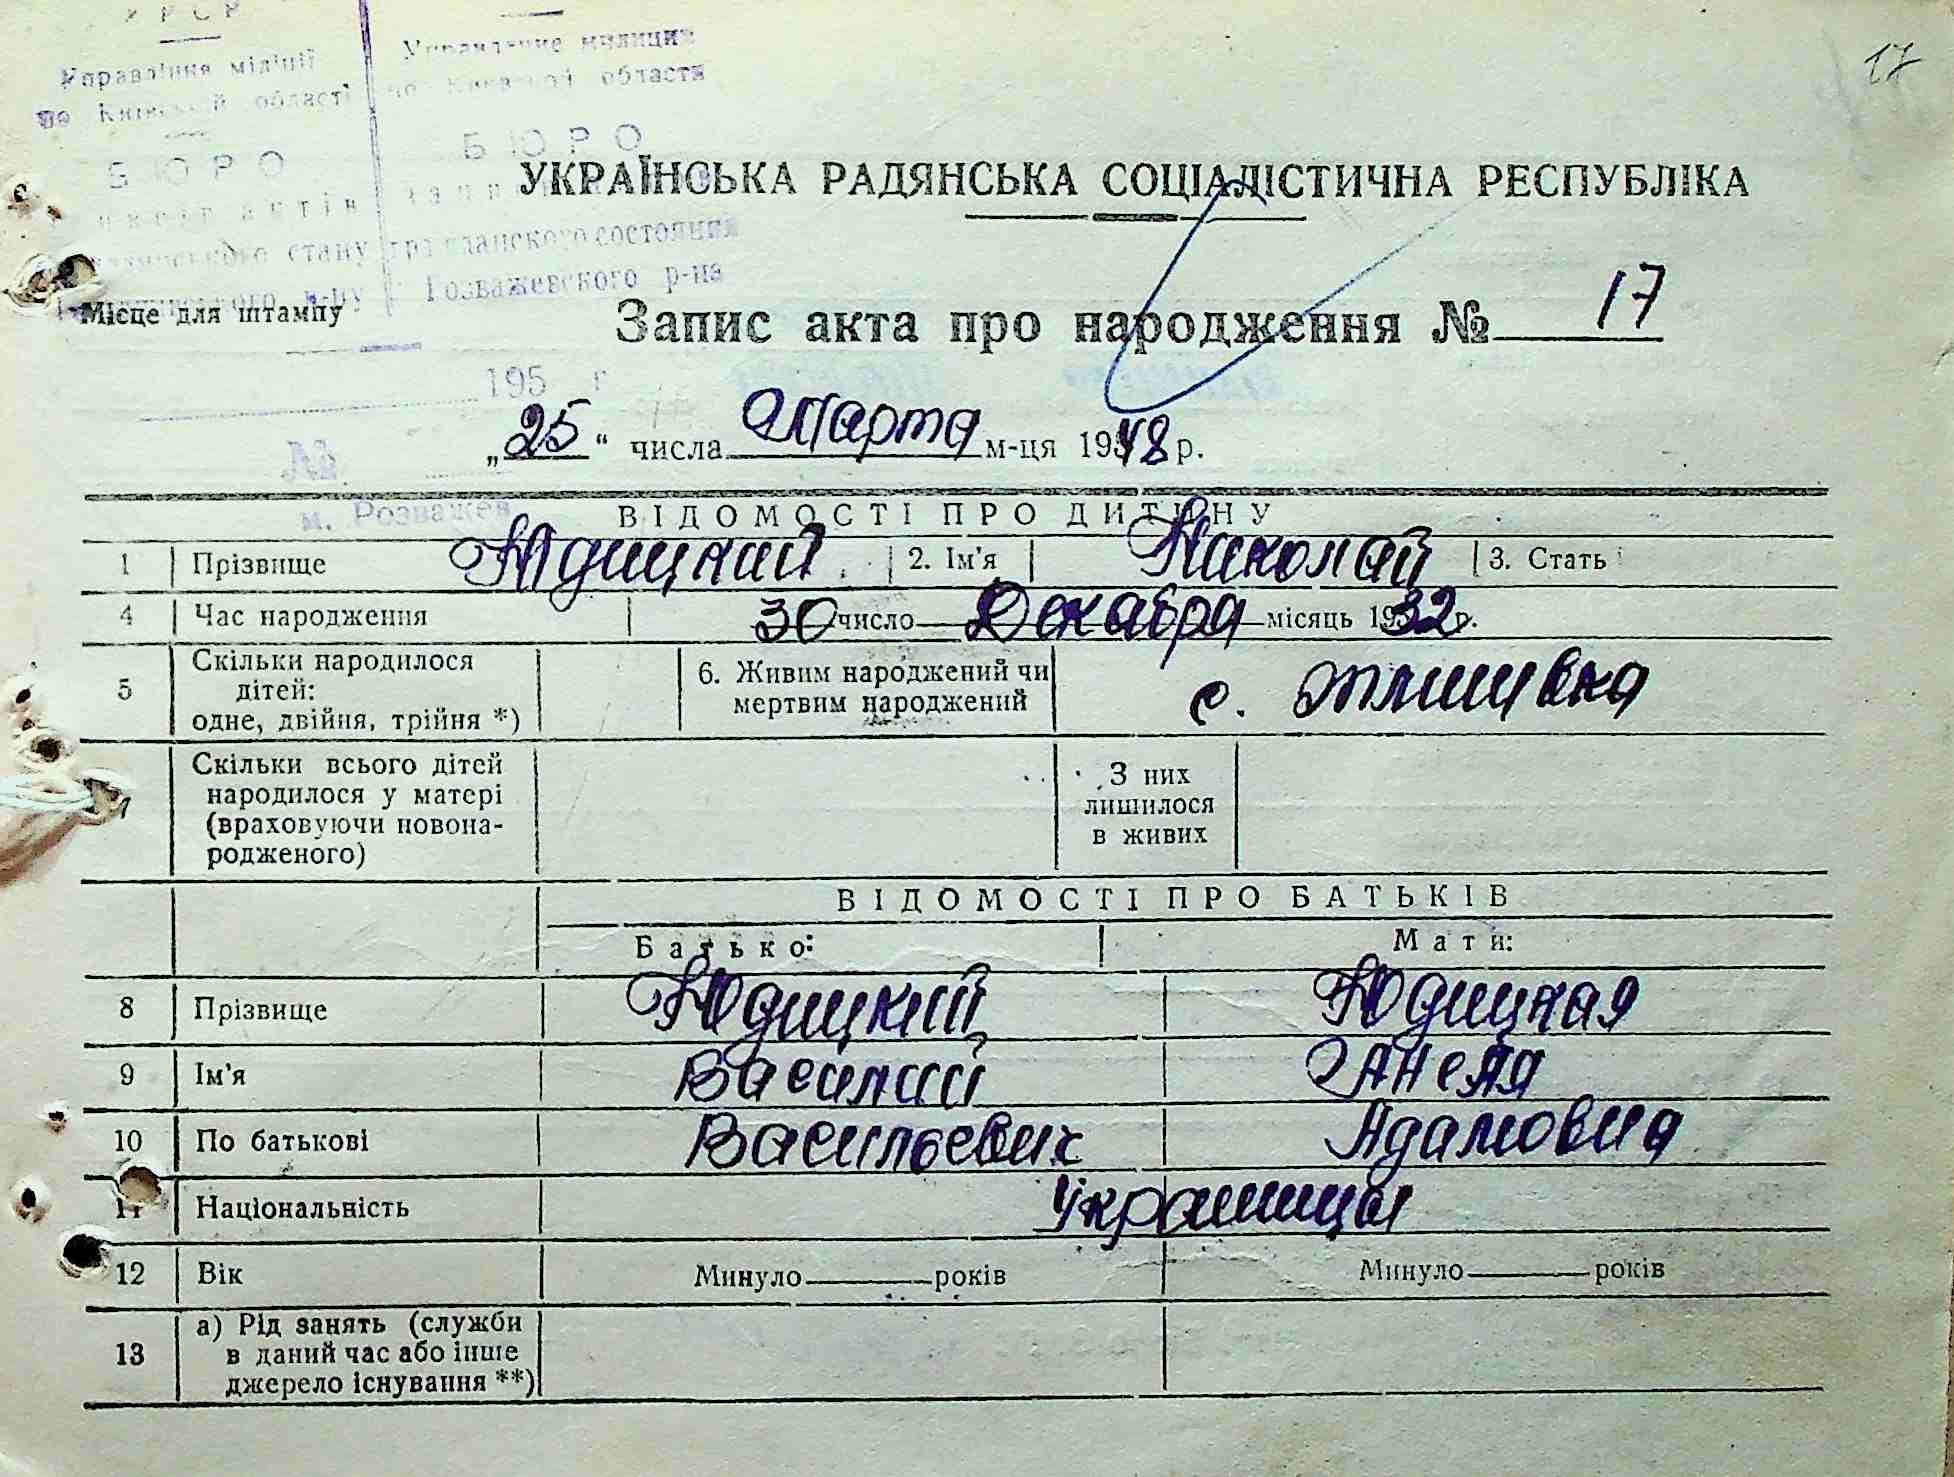 17
У Р С Р
Управління міліції
по Київській області
Б Ю Р О
записів актів
громадянського стану
Управление милиции
по Киевской области
Б Ю Р О
гражданского состояния
Розважевского р-на
Місце для штампу
195 г
м. Розважев
УКРАЇНСЬКА РАДЯНСЬКА СОЦІАЛІСТИЧНА РЕСПУБЛІКА
Запис акта про народження № 17
„25“ числа Марта м-ця 1948 р.
ВІДОМОСТІ ПРО ДИТИНУ
1 Прізвище Юдицкий 2. Ім'я Николай 3. Стать
4 Час народження 30 число Декабря місяць 1932 р.
5 Скільки народилося
дітей:
одне, двійня, трійня *)
6. Живим народжений чи
мертвим народжений
с.
7 Скільки всього дітей
народилося у матері
(враховуючи новона-
родженого)
З них
лишилося
в живих
ВІДОМОСТІ ПРО БАТЬКІВ
Батько: Мати:
8 Прізвище Юдицкий Юдицкая
9 Ім'я Василий Анеля
10 По батькові Васильевич Адамовна
11 Національність Украинцы
12 Вік Минуло років Минуло років
13 а) Рід занять (служби
в даний час або інше
джерело існування **)